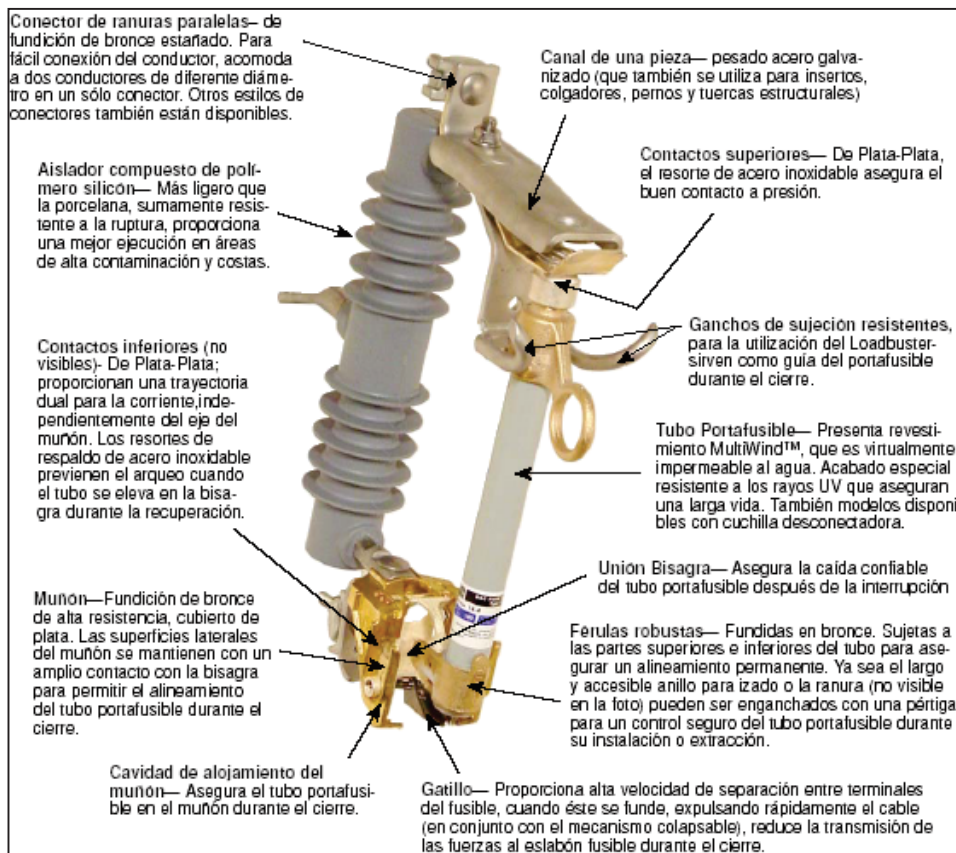 Conector de ranuras paralelas— de
fundición de bronce estañado. Para
fácil conexión del conductor, acomoda
a dos conductores de diferente diáme-
tro en un sólo conector. Otros estilos de
conectores también están disponibles.
Canal de una pieza— pesado acero galva-
nizado (que también se utiliza para insertos,
colgadores, pernos y tuercas estructurales)
Contactos superiores— De Plata-Plata,
el resorte de acero inoxidable asegura el
buen contacto a presión.
Aislador compuesto de polí-
mero silicón— Más ligero que
la porcelana, sumamente resis-
tente a la ruptura, proporciona
una mejor ejecución en áreas
de alta contaminación y costas.
Ganchos de sujeción resistentes,
para la utilización del Loadbuster-
sirven como guía del portafusible
durante el cierre.
Contactos inferiores (no
visibles)- De Plata-Plata;
proporcionan una trayectoria
dual para la corriente,inde-
pendientemente del eje del
muñón. Los resortes de
respaldo de acero inoxidable
previenen el arqueo cuando
el tubo se eleva en la bisa-
gra durante la recuperación.
Tubo Portafusible— Presenta revesti-
miento MultiWind™, que es virtualmente
impermeable al agua. Acabado especial
resistente a los rayos UV que aseguran
una larga vida. También modelos disponi
bles con cuchilla desconectadora.
Unión Bisagra— Asegura la caída confiable
del tubo portafusible después de la interrupción
Muñón—Fundición de bronce
de alta resistencia, cubierto de
plata. Las superficies laterales
del muñón se mantienen con un
amplio contacto con la bisagra
para permitir el alineamiento
del tubo portafusible durante el
cierre.
Férulas robustas— Fundidas en bronce. Sujetas a
las partes superiores e inferiores del tubo para ase-
gurar un alineamiento permanente. Ya sea el largo
y accesible anillo para izado o la ranura (no visible
en la foto) pueden ser enganchados con una pértiga
para un control seguro del tubo portafusible durante
su instalación o extracción.
Cavidad de alojamiento del
muñón— Asegura el tubo portafusi-
ble en el muñón durante el cierre.
Gatillo— Proporciona alta velocidad de separación entre terminales
del fusible, cuando éste se funde, expulsando rápidamente el cable
(en conjunto con el mecanismo colapsable), reduce la transmisión de
las fuerzas al eslabón fusible durante el cierre.